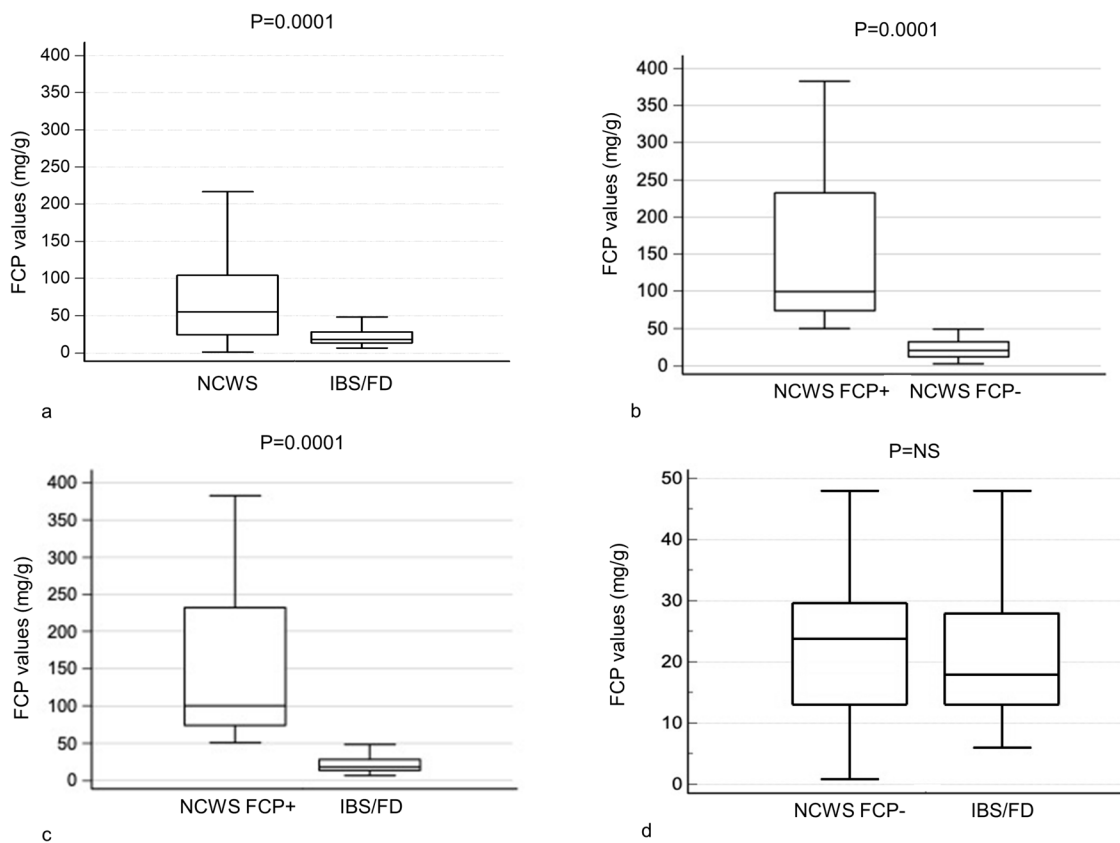 P=0.0001
FCP values (mg/g)
400
350
300
250
200
150
100
50
0
NCWS IBS/FD
a
P=0.0001
FCP values (mg/g)
400
350
300
250
200
150
100
50
0
NCWS FCP+ NCWS FCP-
b
P=0.0001
FCP values (mg/g)
400
350
300
250
200
150
100
50
0
NCWS FCP+ IBS/FD
c
P=NS
FCP values (mg/g)
50
40
30
20
10
0
NCWS FCP- IBS/FD
d